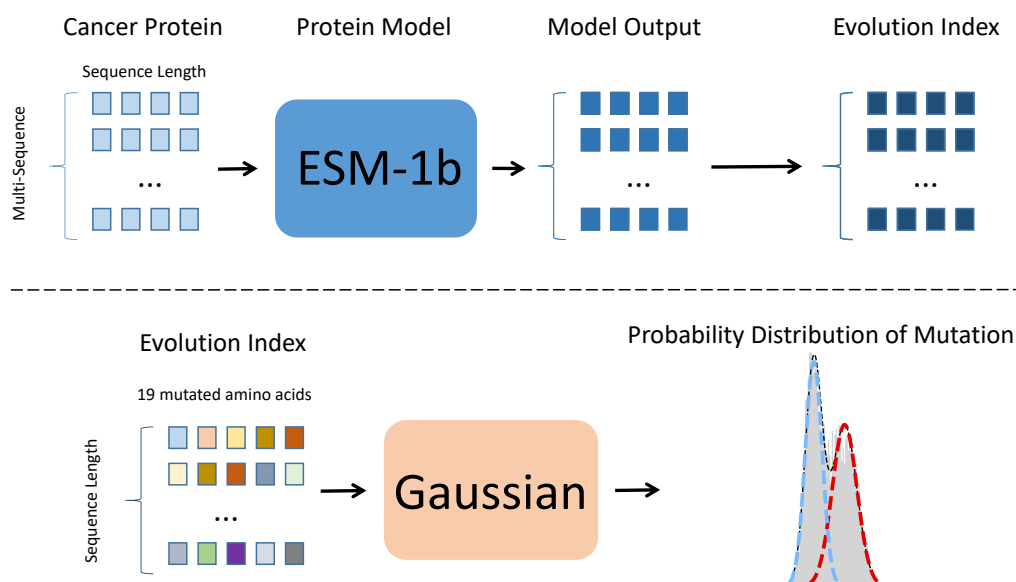 Cancer Protein
Protein Model
Model Output
Evolution Index
Sequence Length
Multi-Sequence
...
ESM-1b
...
...
Evolution Index
Probability Distribution of Mutation
19 mutated amino acids
Sequence Length
...
Gaussian